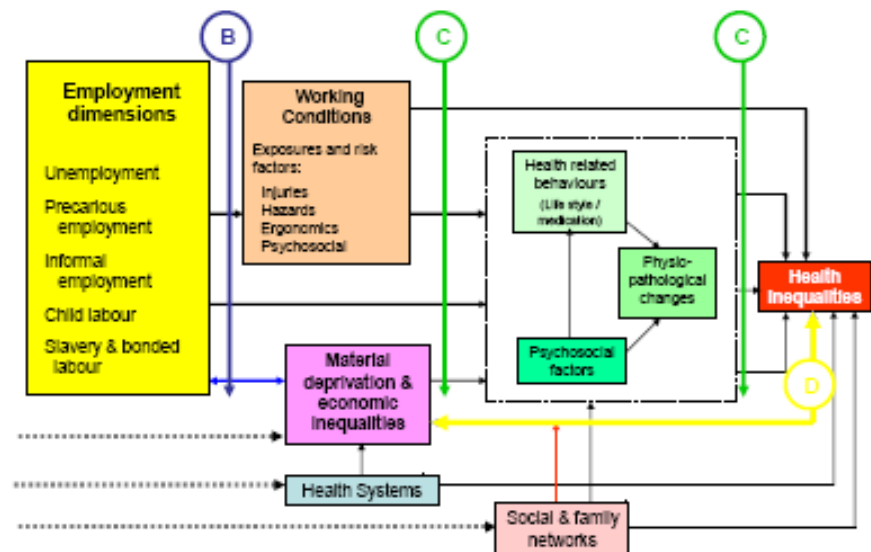 B
C
C
Employment
dimensions
Unemployment
Precarious
employment
Informal
employment
Child labour
Slavery & bonded
labour
Working
Conditions
Exposures and risk
factors:
Injuries
Hazards
Ergonomics
Psychosocial
Health related
behaviours
(Life style /
medication)
Physio-
pathological
changes
Psychosocial
factors
Health
Inequalities
Material
deprivation &
economic
inequalities
D
Health Systems
Social & family
networks